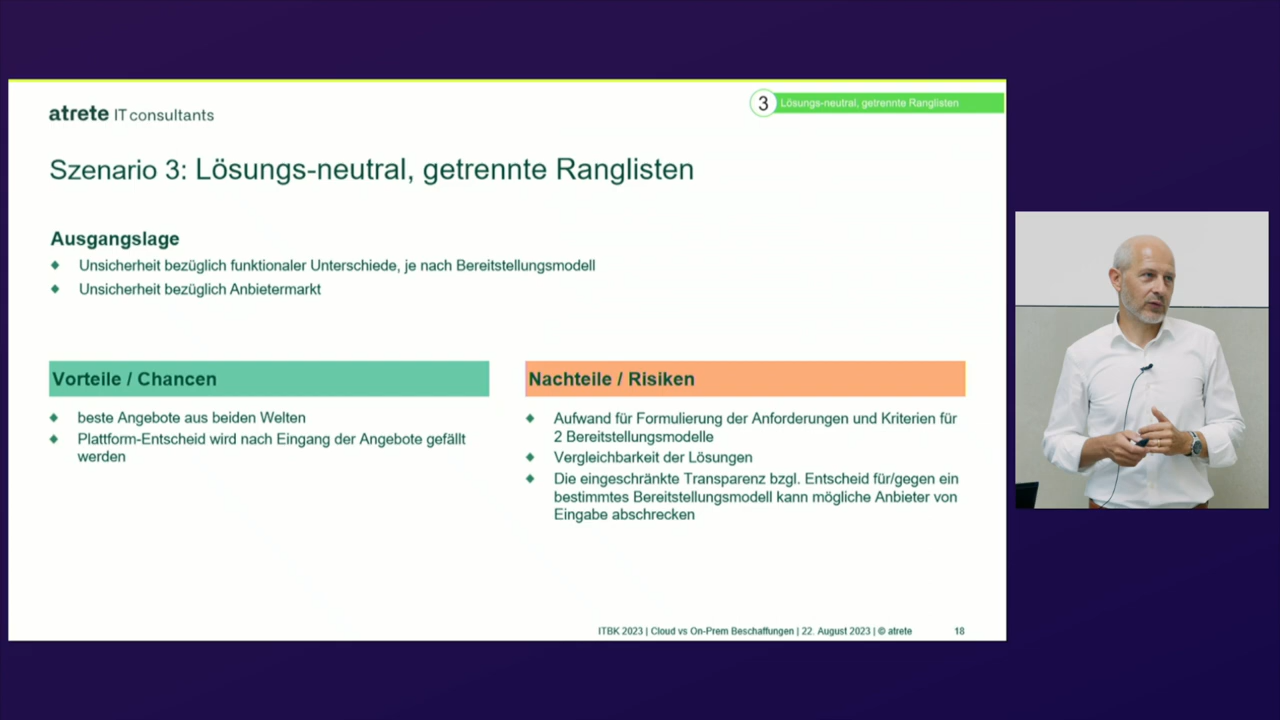 atrete IT consultants
3 Lösungs-neutral, getrennte Ranglisten
Szenario 3: Lösungs-neutral, getrennte Ranglisten
Ausgangslage
Unsicherheit bezüglich funktionaler Unterschiede, je nach Bereitstellungsmodell
Unsicherheit bezüglich Anbietermarkt
Vorteile / Chancen
beste Angebote aus beiden Welten
Plattform-Entscheid wird nach Eingang der Angebote gefällt
werden
Nachteile / Risiken
Aufwand für Formulierung der Anforderungen und Kriterien für
2 Bereitstellungsmodelle
Vergleichbarkeit der Lösungen
Die eingeschränkte Transparenz bzgl. Entscheid für/gegen ein
bestimmtes Bereitstellungsmodell kann mögliche Anbieter von
Eingabe abschrecken
ITBK 2023 | Cloud vs On-Prem Beschaffungen | 22. August 2023 | © atrete 18